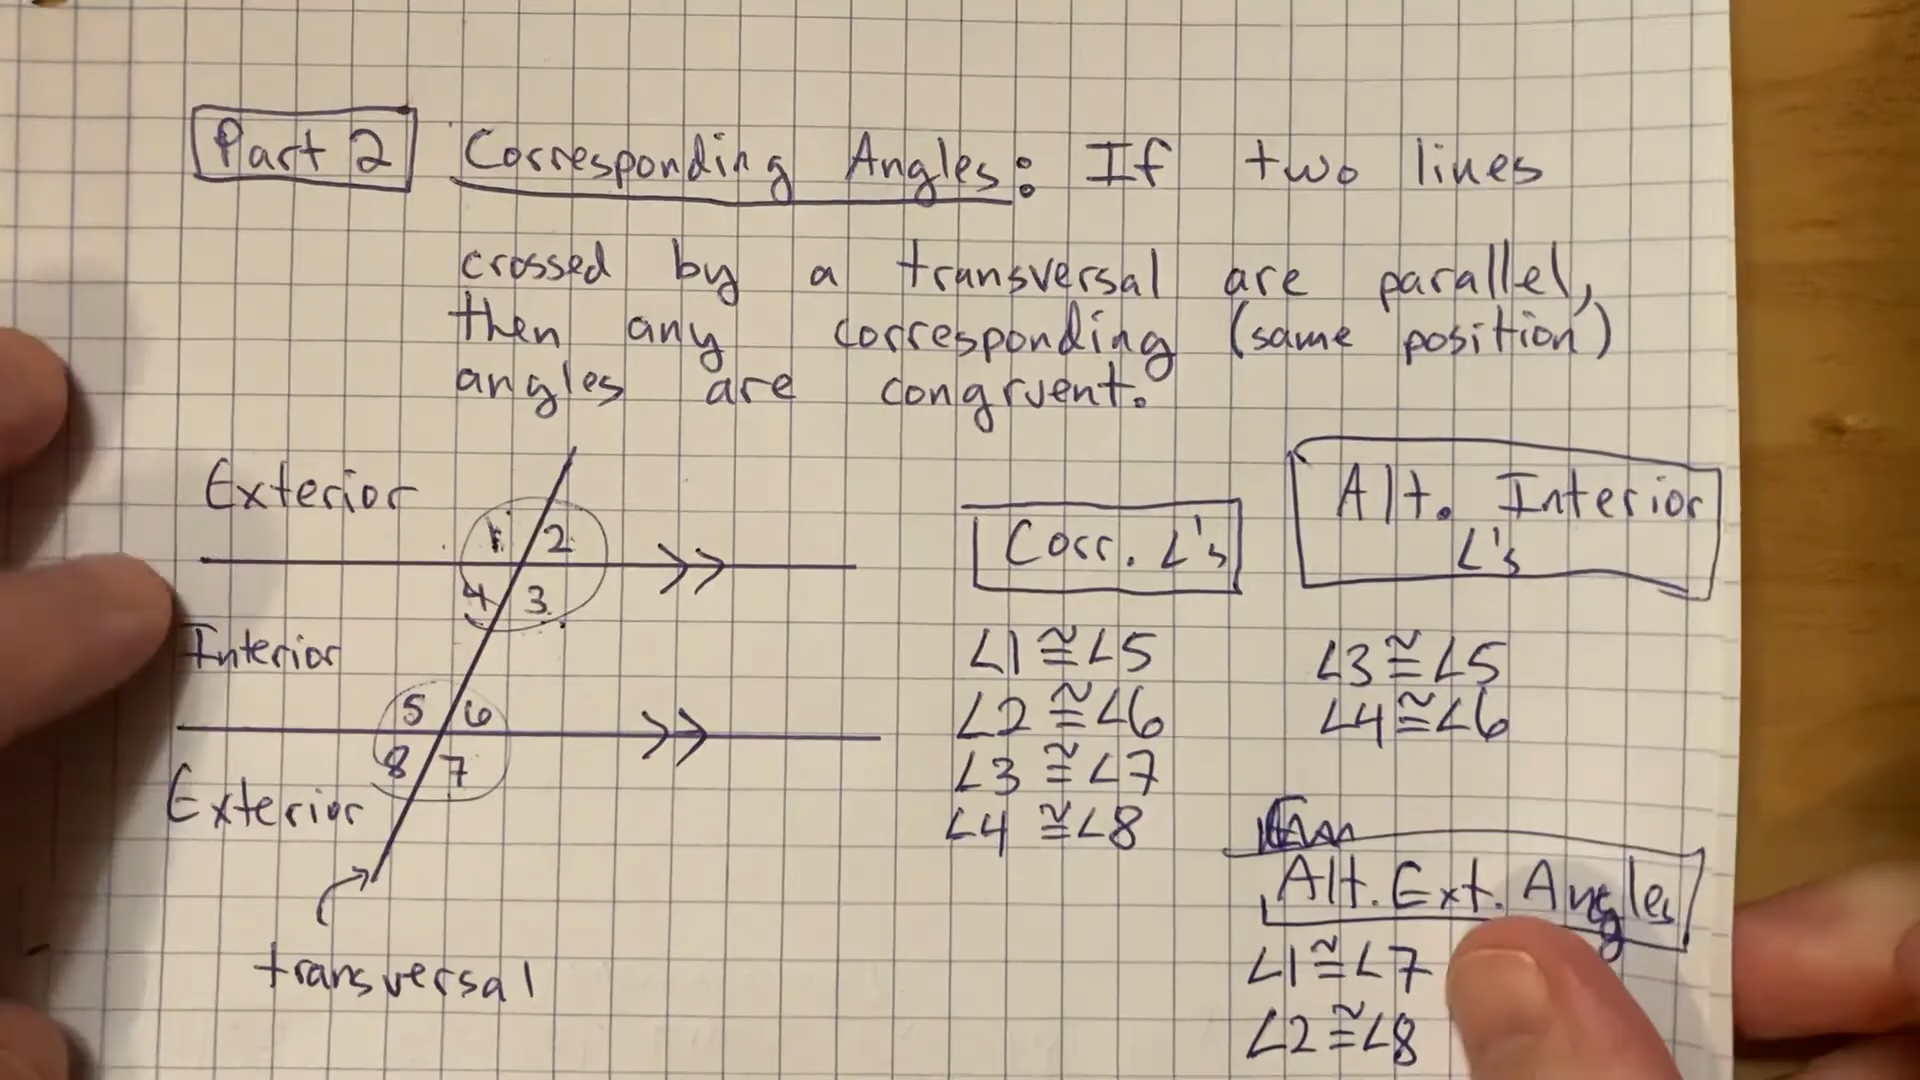 Part 2 Corresponding Angles: If two lines
crossed by a transversal are parallel,
then any corresponding (same position)
angles are congruent.
Exterior
1 2
4 3
Interior
5 6
8 7
Exterior
transversal
Corr. ∠'s
∠1≅∠5
∠2≅∠6
∠3≅∠7
∠4≅∠8
Alt. Interior
∠'s
∠3≅∠5
∠4≅∠6
Alt. Ext. Angles
∠1≅∠7
∠2≅∠8